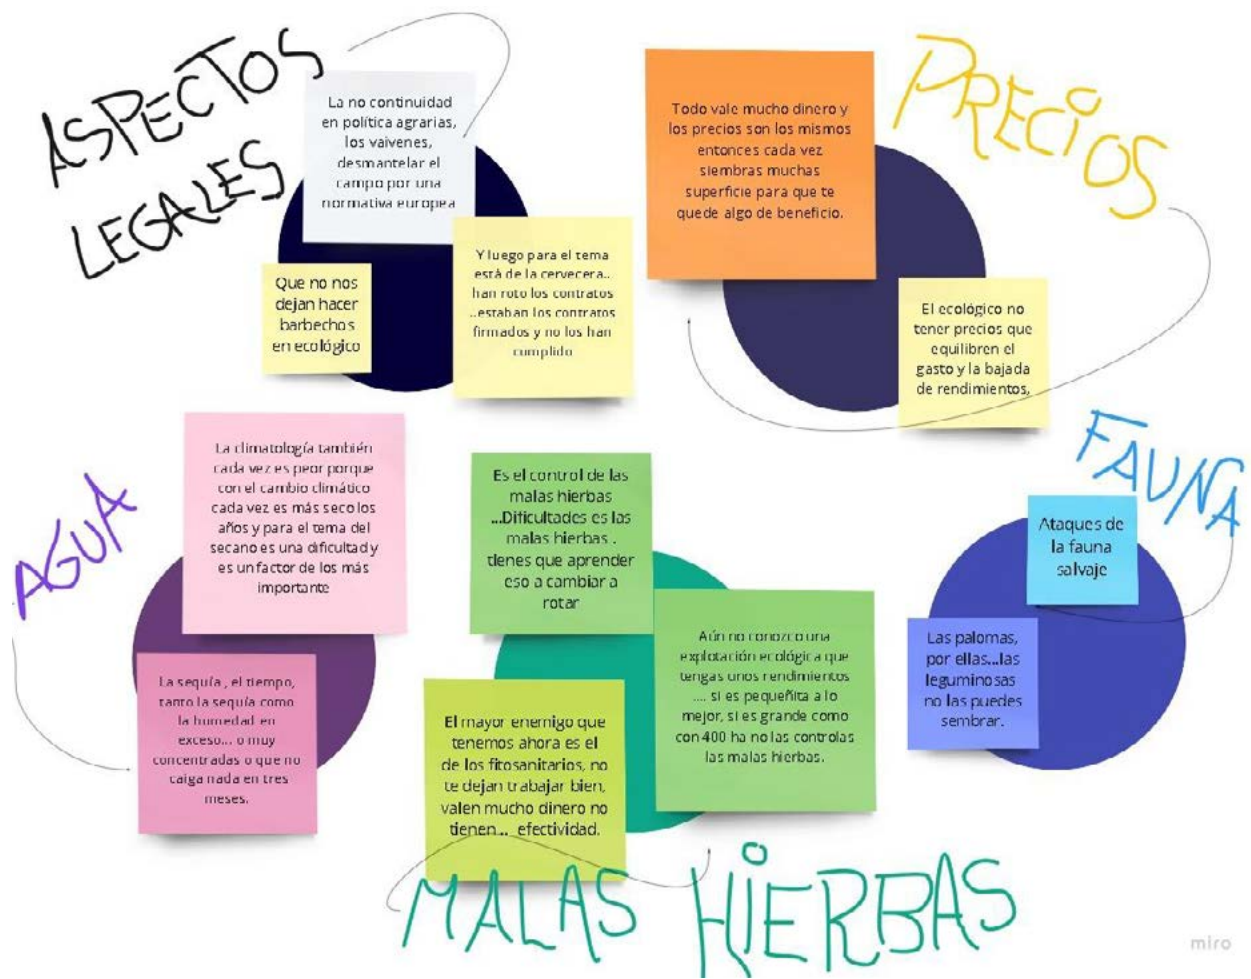 ASPECTOS
LEGALES
La no continuidad
en política agrarias,
los vaivenes,
desmantelar el
campo por una
normativa europea
Que no nos
dejan hacer
barbechos
en ecológico
Y luego para el tema
está de la cervecera..
han roto los contratos
..estaban los contratos
firmados y no los han
cumplido
PRECIOS
Todo vale mucho dinero y
los precios son los mismos
entonces cada vez
siembras muchas
superficie para que te
quede algo de beneficio.
El ecológico no
tener precios que
equilibren el
gasto y la bajada
de rendimientos,
AGUA
La climatología también
cada vez es peor porque
con el cambio climático
cada vez es más seco los
años y para el tema del
secano es una dificultad y
es un factor de los más
importante
La sequía , el tiempo,
tanto la sequía como
la humedad en
exceso... o muy
concentradas o que no
caiga nada en tres
meses.
Es el control de las
malas hierbas
...Dificultades es las
malas hierbas .
tienes que aprender
eso a cambiar a
rotar
Aún no conozco una
explotación ecológica que
tengas unos rendimientos
.... si es pequeñita a lo
mejor, si es grande como
con 400 ha no las controlas
las malas hierbas.
El mayor enemigo que
tenemos ahora es el
de los fitosanitarios, no
te dejan trabajar bien,
valen mucho dinero no
tienen... efectividad.
MALAS HIERBAS
FAUNA
Ataques de
la fauna
salvaje
Las palomas,
por ellas...las
leguminosas
no las puedes
sembrar.
miro